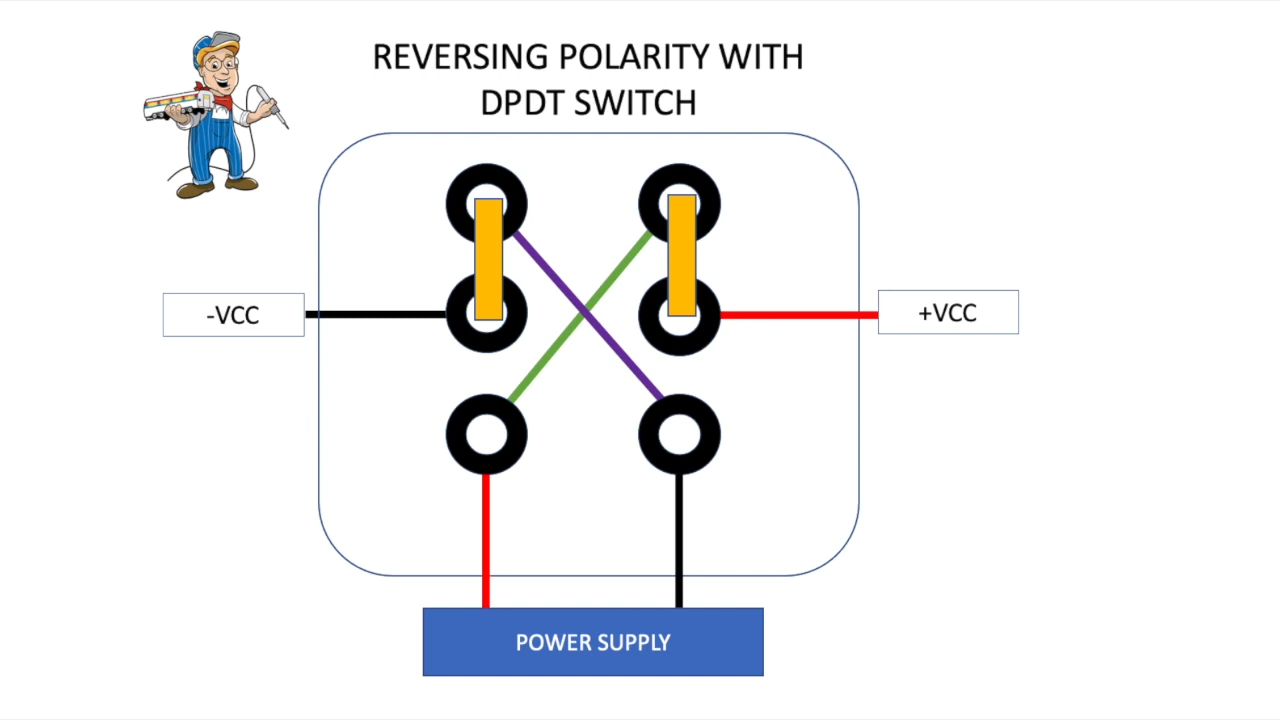 REVERSING POLARITY WITH
DPDT SWITCH
-VCC
+VCC
POWER SUPPLY